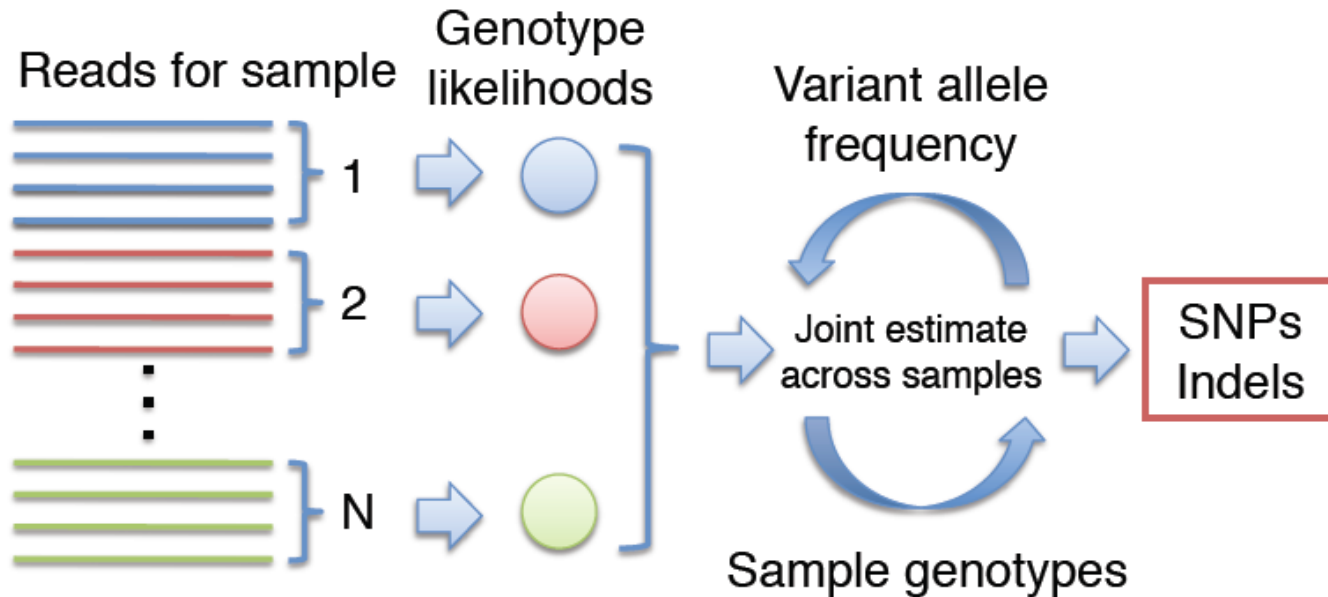 Reads for sample
1
2
N
Genotype
likelihoods
Variant allele
frequency
Joint estimate
across samples
Sample genotypes
SNPs
Indels